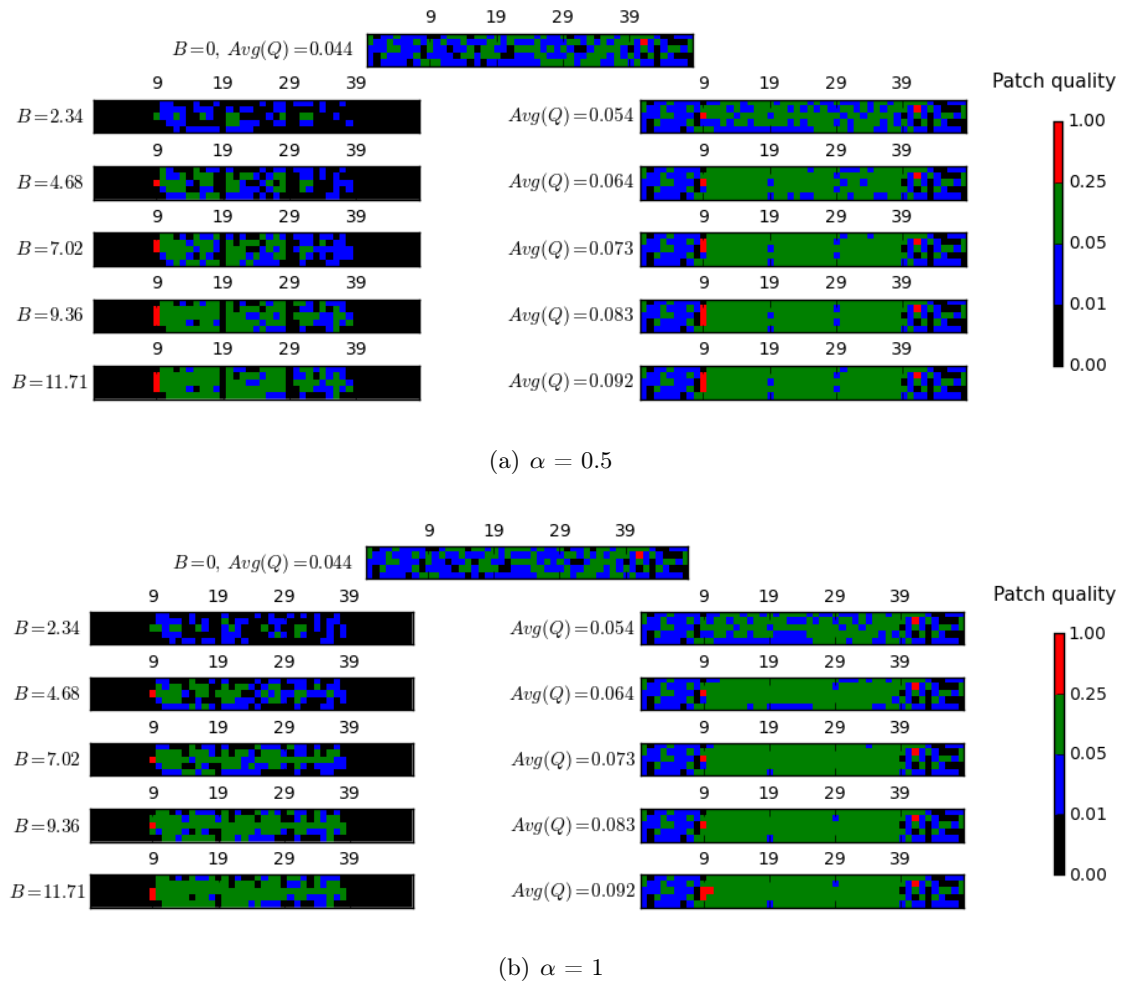 9 19 29 39
B=0, Avg(Q)=0.044
9 19 29 39 9 19 29 39 Patch quality
B=2.34 Avg(Q)=0.054 1.00
9 19 29 39 9 19 29 39
B=4.68 Avg(Q)=0.064 0.25
9 19 29 39 9 19 29 39
B=7.02 Avg(Q)=0.073 0.05
9 19 29 39 9 19 29 39
B=9.36 Avg(Q)=0.083 0.01
9 19 29 39 9 19 29 39
B=11.71 Avg(Q)=0.092 0.00
(a) α = 0.5
9 19 29 39
B=0, Avg(Q)=0.044
9 19 29 39 9 19 29 39 Patch quality
B=2.34 Avg(Q)=0.054 1.00
9 19 29 39 9 19 29 39
B=4.68 Avg(Q)=0.064 0.25
9 19 29 39 9 19 29 39
B=7.02 Avg(Q)=0.073 0.05
9 19 29 39 9 19 29 39
B=9.36 Avg(Q)=0.083 0.01
9 19 29 39 9 19 29 39
B=11.71 Avg(Q)=0.092 0.00
(b) α = 1